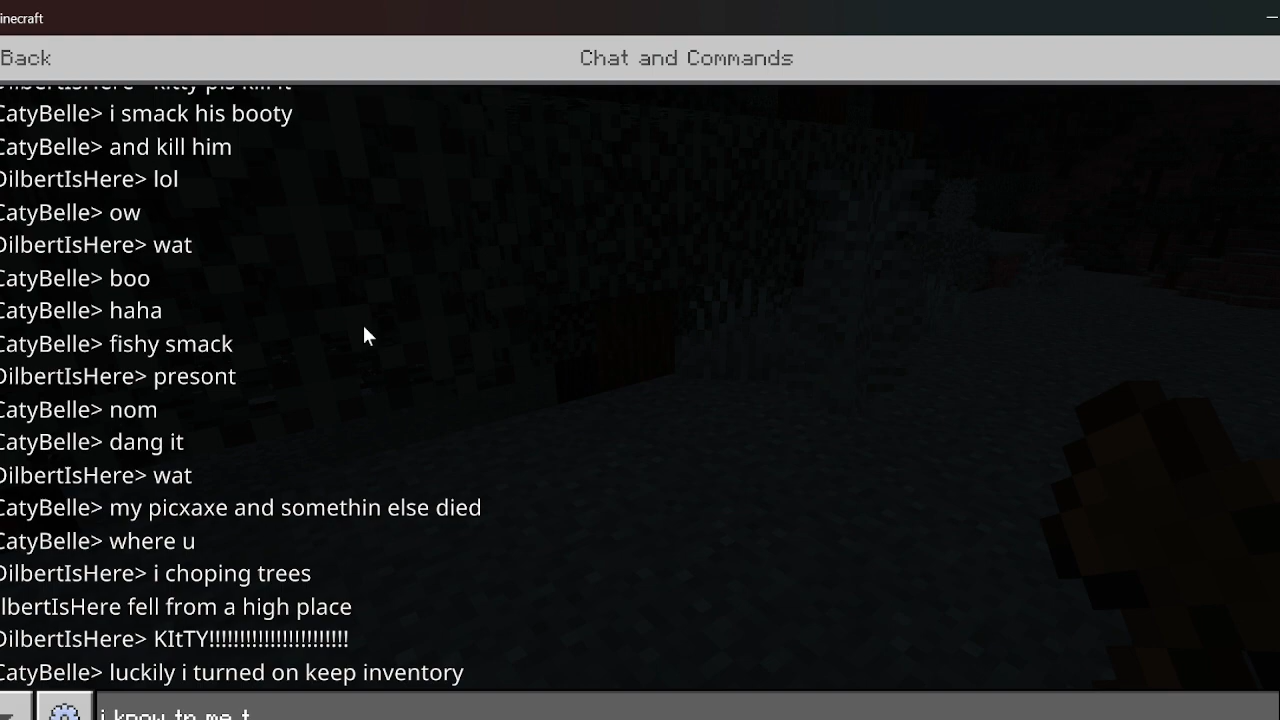 inecraft
Back
Chat and Commands
CatyBelle> i smack his booty
CatyBelle> and kill him
DilbertIsHere> lol
CatyBelle> ow
DilbertIsHere> wat
CatyBelle> boo
CatyBelle> haha
CatyBelle> fishy smack
DilbertIsHere> presont
CatyBelle> nom
CatyBelle> dang it
DilbertIsHere> wat
CatyBelle> my picxaxe and somethin else died
CatyBelle> where u
DilbertIsHere> i choping trees
lbertIsHere fell from a high place
DilbertIsHere> KItTY!!!!!!!!!!!!!!!!!!!!!!!!
CatyBelle> luckily i turned on keep inventory
i know tp me t